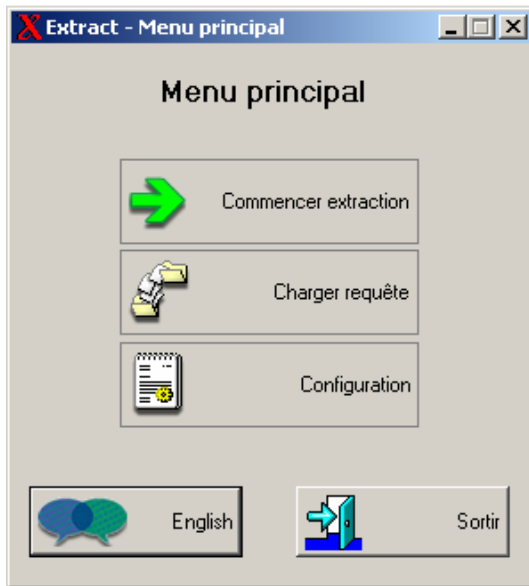 Extract - Menu principal
Menu principal
Commencer extraction
Charger requête
Configuration
English
Sortir